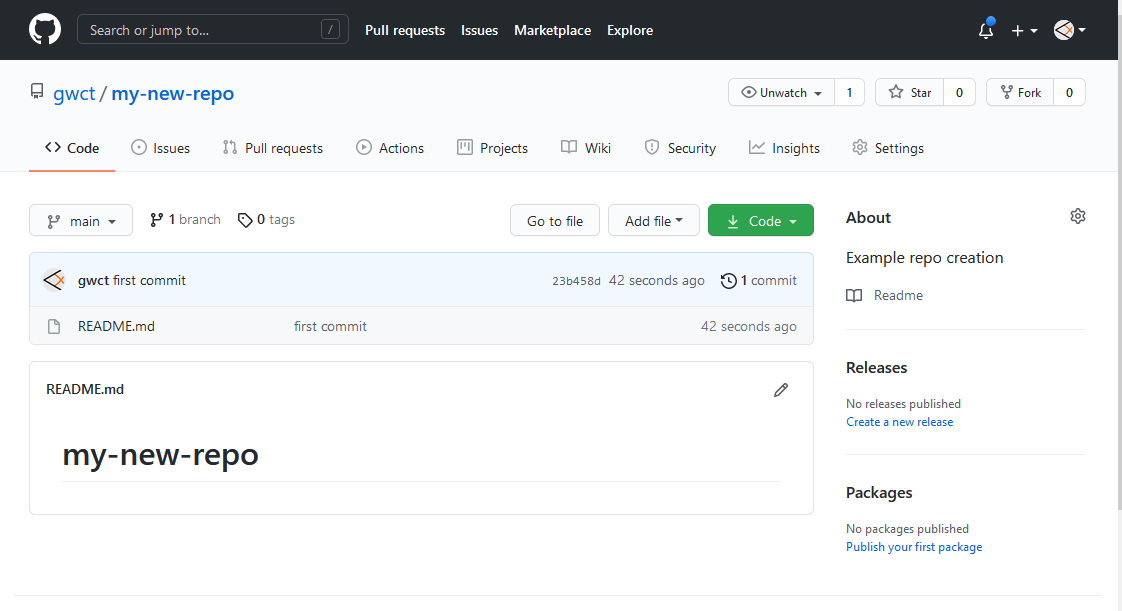 Search or jump to... /
Pull requests Issues Marketplace Explore
gwct / my-new-repo
Unwatch 1 Star 0 Fork 0
Code Issues Pull requests Actions Projects Wiki Security Insights Settings
main 1 branch 0 tags Go to file Add file Code
gwct first commit 23b458d 42 seconds ago 1 commit
README.md first commit 42 seconds ago
README.md
my-new-repo
About
Example repo creation
Readme
Releases
No releases published
Create a new release
Packages
No packages published
Publish your first package